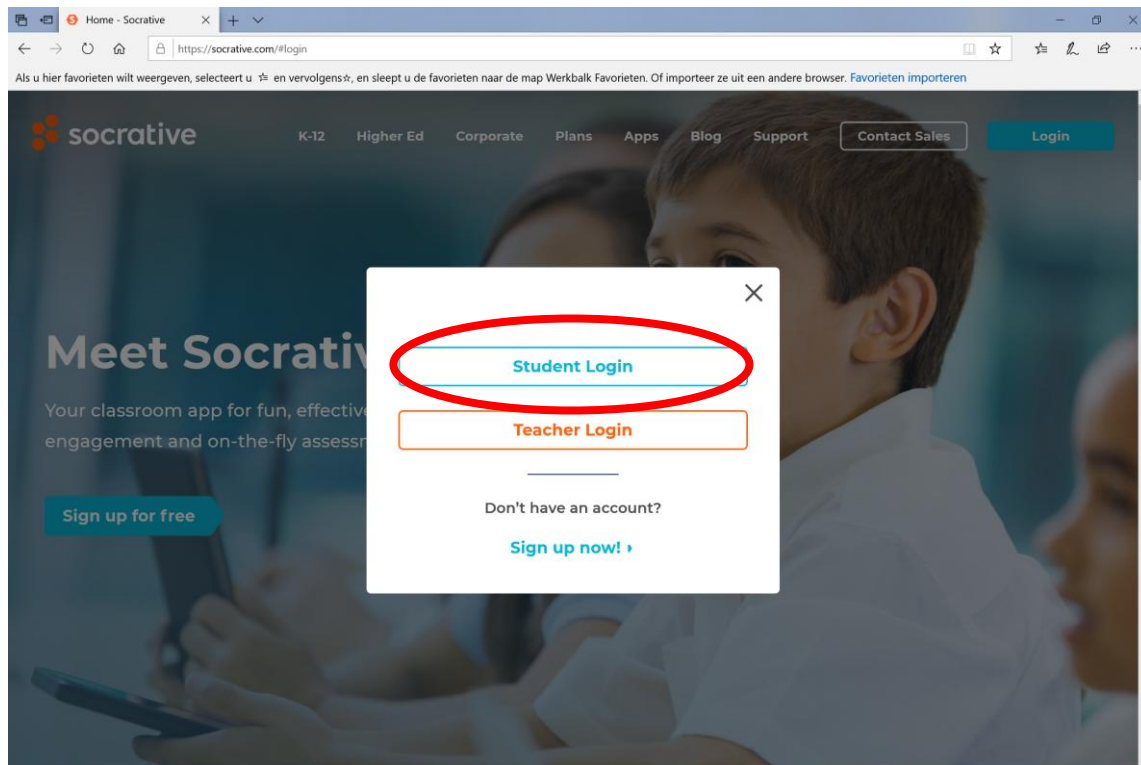 Home - Socrative
https://socrative.com/#login
Als u hier favorieten wilt weergeven, selecteert u ☆ en vervolgens☆, en sleept u de favorieten naar de map Werkbalk Favorieten. Of importeer ze uit een andere browser. Favorieten importeren
socrative K-12 Higher Ed Corporate Plans Apps Blog Support Contact Sales Login
Meet Socrativ
Your classroom app for fun, effective
engagement and on-the-fly assessm
Sign up for free
Student Login
Teacher Login
Don't have an account?
Sign up now! ›